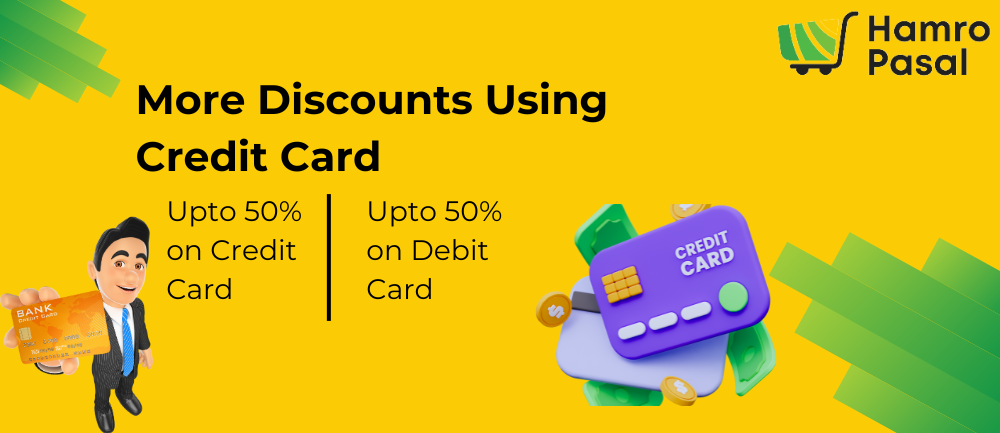 Hamro
Pasal
More Discounts Using
Credit Card
Upto 50%
on Credit
Card
Upto 50%
on Debit
Card
BANK
CREDIT CARD
CREDIT
CARD